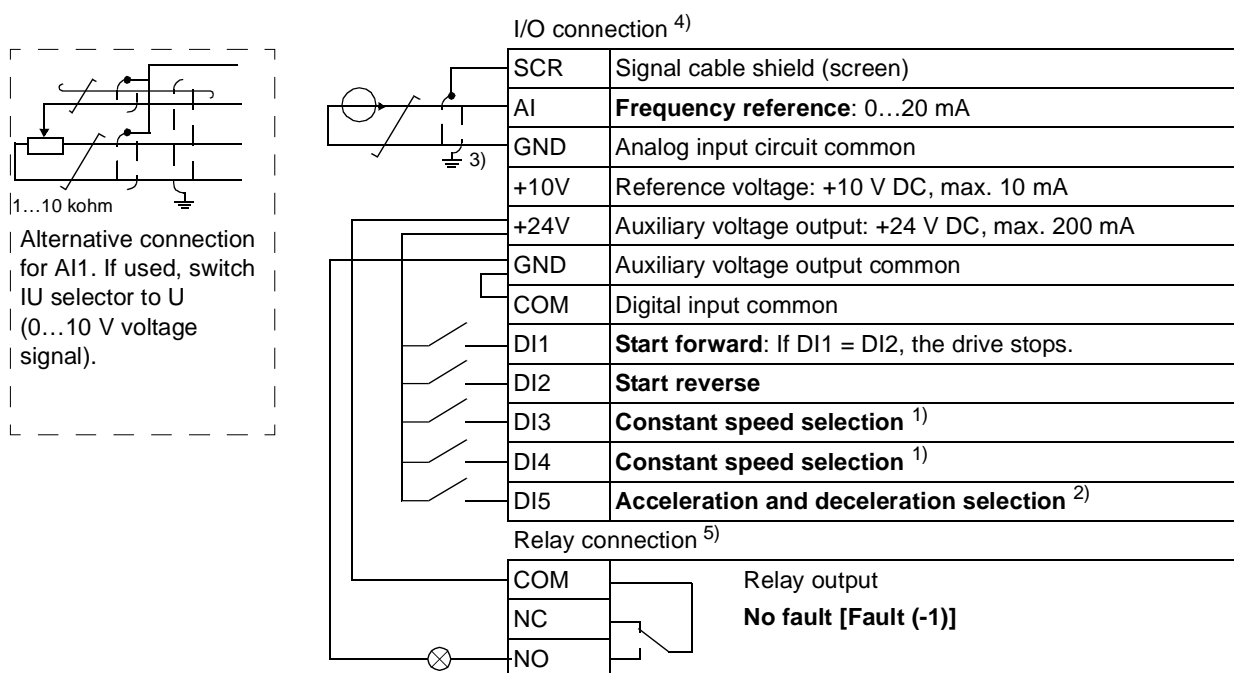 I/O connection 4)
SCR Signal cable shield (screen)
AI Frequency reference: 0…20 mA
GND Analog input circuit common
3)
+10V Reference voltage: +10 V DC, max. 10 mA
+24V Auxiliary voltage output: +24 V DC, max. 200 mA
GND Auxiliary voltage output common
COM Digital input common
DI1 Start forward: If DI1 = DI2, the drive stops.
DI2 Start reverse
DI3 Constant speed selection 1)
DI4 Constant speed selection 1)
DI5 Acceleration and deceleration selection 2)
1…10 kohm
Alternative connection
for AI1. If used, switch
IU selector to U
(0…10 V voltage
signal).
Relay connection 5)
COM Relay output
NC No fault [Fault (-1)]
NO